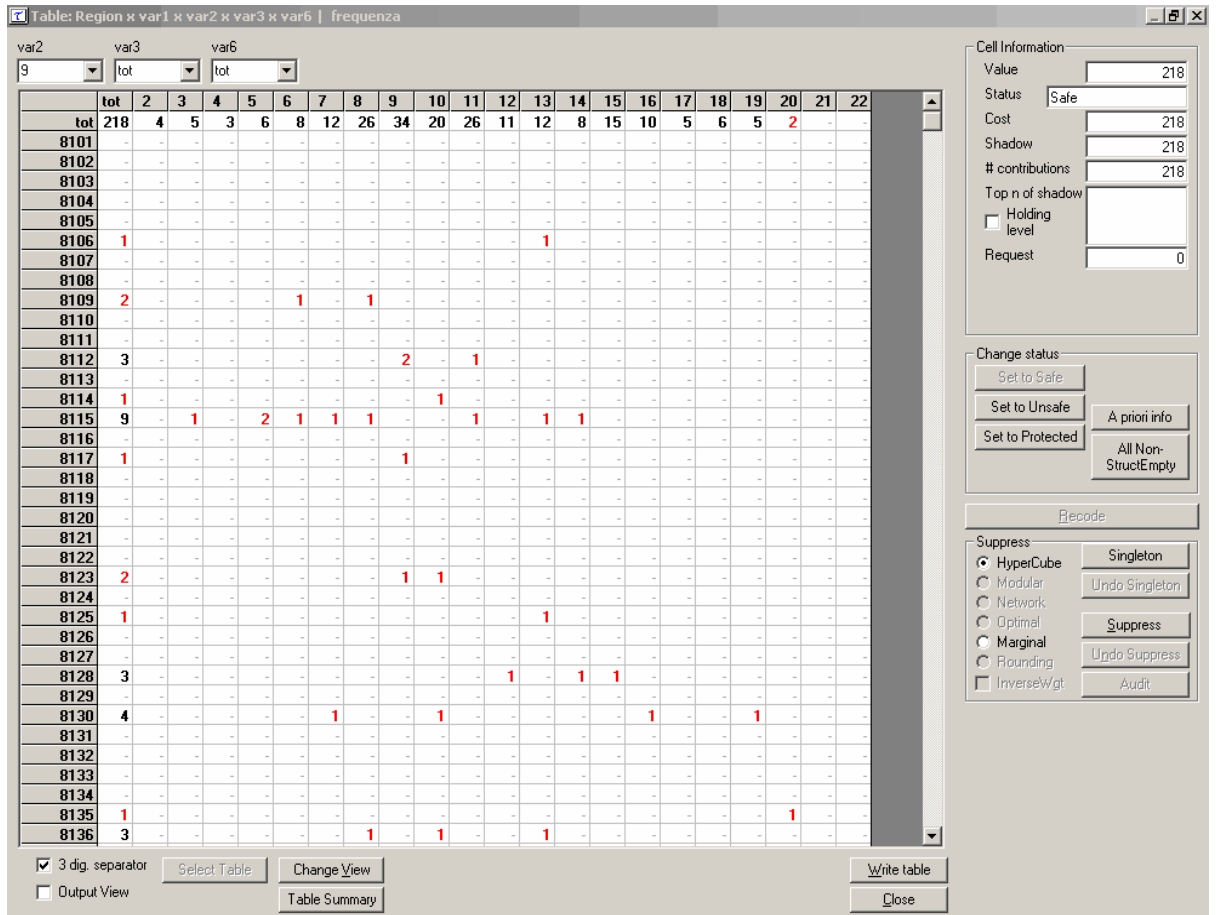 Table: Region x var1 x var2 x var3 x var6 | frequenza
var2 var3 var6
9 tot tot
tot 2 3 4 5 6 7 8 9 10 11 12 13 14 15 16 17 18 19 20 21 22
tot 218 4 5 3 6 8 12 26 34 20 26 11 12 8 15 10 5 6 5 2 - -
8101 - - - - - - - - - - - - - - - - - - - - - -
8102 - - - - - - - - - - - - - - - - - - - - - -
8103 - - - - - - - - - - - - - - - - - - - - - -
8104 - - - - - - - - - - - - - - - - - - - - - -
8105 - - - - - - - - - - - - - - - - - - - - - -
8106 1 - - - - - - - - - - - 1 - - - - - - - - -
8107 - - - - - - - - - - - - - - - - - - - - - -
8108 - - - - - - - - - - - - - - - - - - - - - -
8109 2 - - - - 1 - 1 - - - - - - - - - - - - - -
8110 - - - - - - - - - - - - - - - - - - - - - -
8111 - - - - - - - - - - - - - - - - - - - - - -
8112 3 - - - - - - - 2 - 1 - - - - - - - - - - -
8113 - - - - - - - - - - - - - - - - - - - - - -
8114 1 - - - - - - - - 1 - - - - - - - - - - - -
8115 9 - 1 - 2 1 1 1 - - 1 - 1 1 - - - - - - - -
8116 - - - - - - - - - - - - - - - - - - - - - -
8117 1 - - - - - - - 1 - - - - - - - - - - - - -
8118 - - - - - - - - - - - - - - - - - - - - - -
8119 - - - - - - - - - - - - - - - - - - - - - -
8120 - - - - - - - - - - - - - - - - - - - - - -
8121 - - - - - - - - - - - - - - - - - - - - - -
8122 - - - - - - - - - - - - - - - - - - - - - -
8123 2 - - - - - - - 1 1 - - - - - - - - - - - -
8124 - - - - - - - - - - - - - - - - - - - - - -
8125 1 - - - - - - - - - - - 1 - - - - - - - - -
8126 - - - - - - - - - - - - - - - - - - - - - -
8127 - - - - - - - - - - - - - - - - - - - - - -
8128 3 - - - - - - - - - - 1 - 1 1 - - - - - - -
8129 - - - - - - - - - - - - - - - - - - - - - -
8130 4 - - - - - 1 - - 1 - - - - - 1 - - 1 - - -
8131 - - - - - - - - - - - - - - - - - - - - - -
8132 - - - - - - - - - - - - - - - - - - - - - -
8133 - - - - - - - - - - - - - - - - - - - - - -
8134 - - - - - - - - - - - - - - - - - - - - - -
8135 1 - - - - - - - - - - - - - - - - - - 1 - -
8136 3 - - - - - - 1 - 1 - - 1 - - - - - - - - -
Cell Information
Value 218
Status Safe
Cost 218
Shadow 218
# contributions 218
Top n of shadow
Holding level
Request 0
Change status
Set to Safe
Set to Unsafe
Set to Protected
A priori info
All Non-StructEmpty
Recode
Suppress
HyperCube
Modular
Network
Optimal
Marginal
Rounding
InverseWgt
Singleton
Undo Singleton
Suppress
Undo Suppress
Audit
3 dig. separator
Output View
Select Table
Change View
Table Summary
Write table
Close